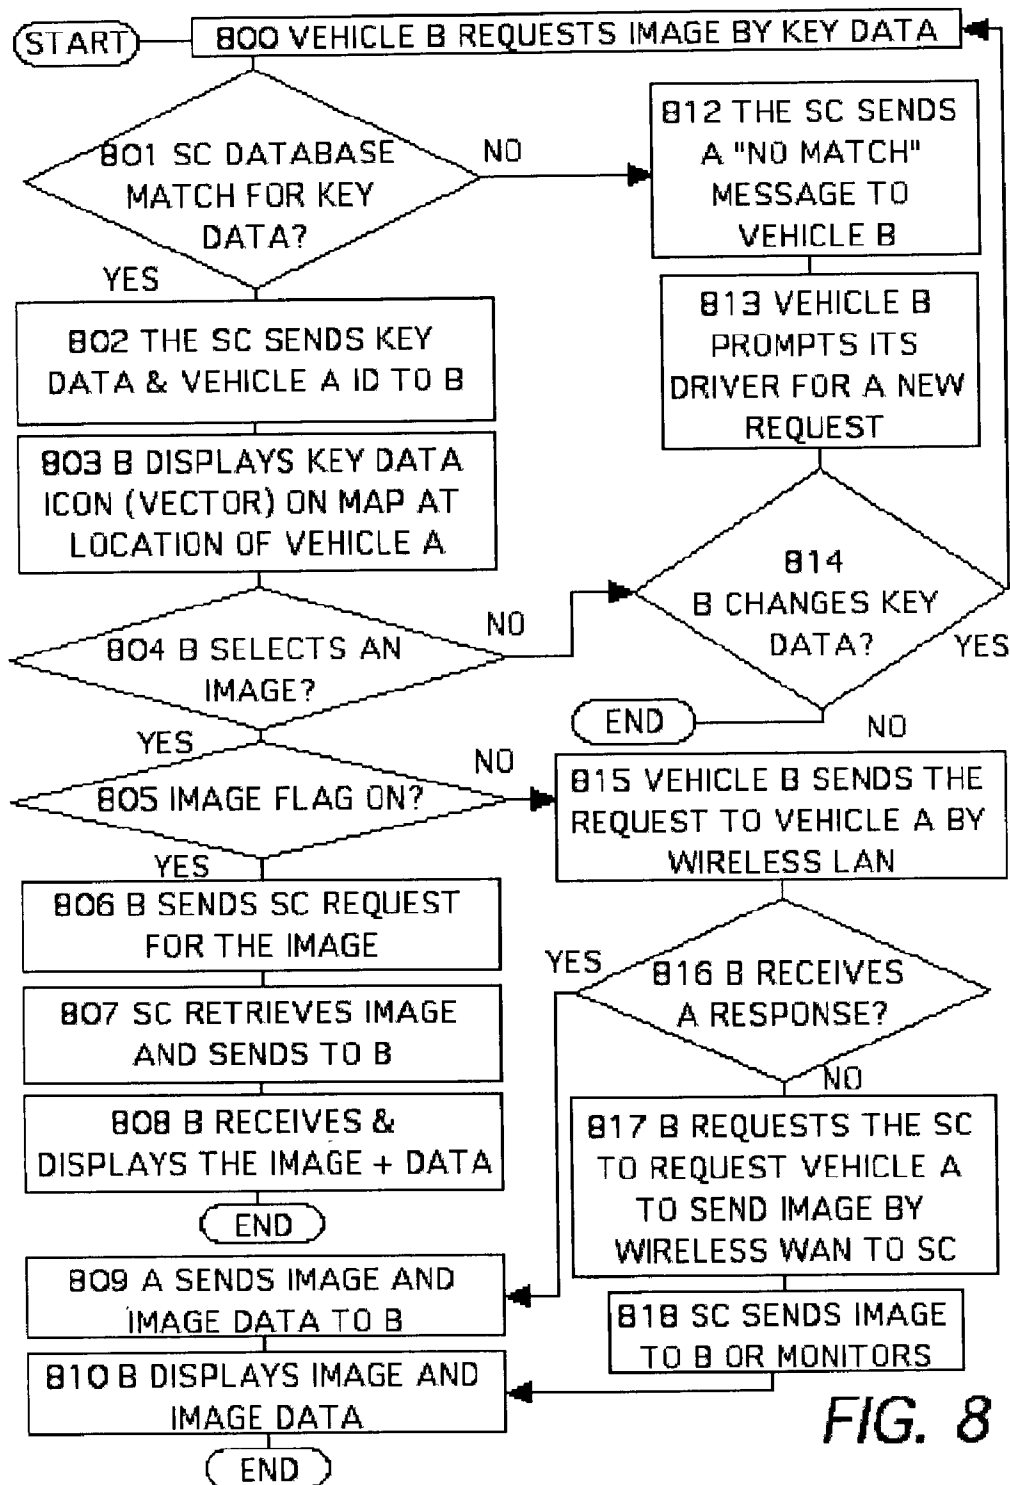 START
800 VEHICLE B REQUESTS IMAGE BY KEY DATA
801 SC DATABASE
MATCH FOR KEY
DATA?
NO
YES
812 THE SC SENDS
A "NO MATCH"
MESSAGE TO
VEHICLE B
813 VEHICLE B
PROMPTS ITS
DRIVER FOR A NEW
REQUEST
802 THE SC SENDS KEY
DATA & VEHICLE A ID TO B
803 B DISPLAYS KEY DATA
ICON (VECTOR) ON MAP AT
LOCATION OF VEHICLE A
814
B CHANGES KEY
DATA?
YES
NO
END
804 B SELECTS AN
IMAGE?
NO
YES
805 IMAGE FLAG ON?
NO
YES
815 VEHICLE B SENDS THE
REQUEST TO VEHICLE A BY
WIRELESS LAN
806 B SENDS SC REQUEST
FOR THE IMAGE
807 SC RETRIEVES IMAGE
AND SENDS TO B
808 B RECEIVES &
DISPLAYS THE IMAGE + DATA
END
816 B RECEIVES
A RESPONSE?
YES
NO
817 B REQUESTS THE SC
TO REQUEST VEHICLE A
TO SEND IMAGE BY
WIRELESS WAN TO SC
818 SC SENDS IMAGE
TO B OR MONITORS
809 A SENDS IMAGE AND
IMAGE DATA TO B
810 B DISPLAYS IMAGE AND
IMAGE DATA
END
FIG. 8